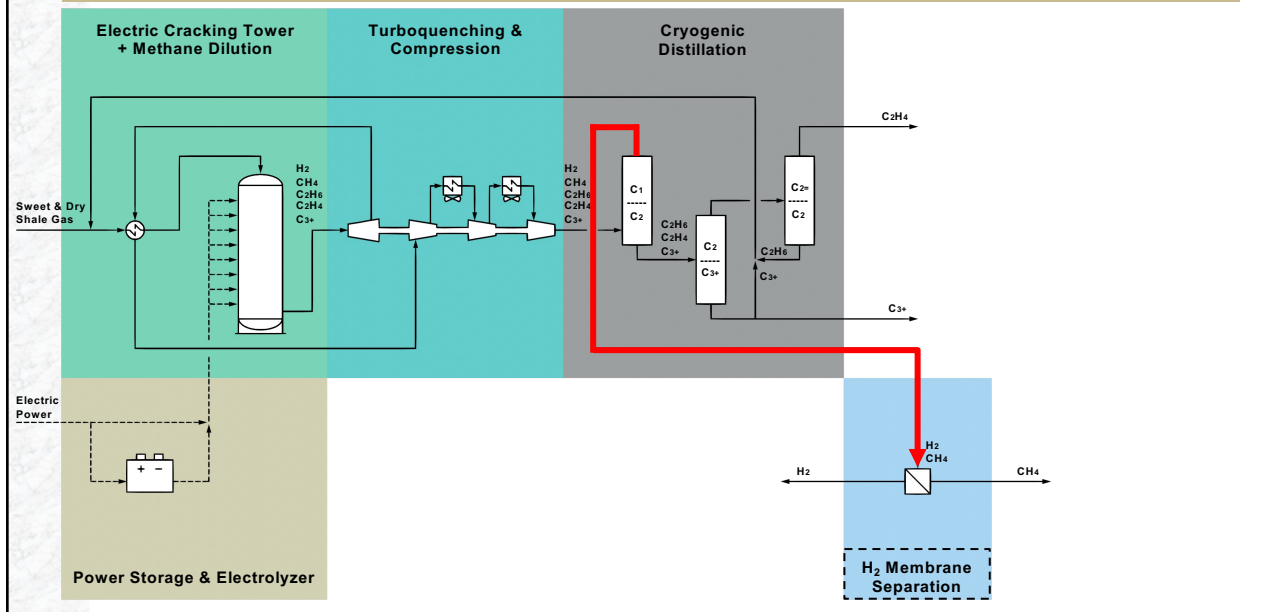 Electric Cracking Tower
+ Methane Dilution
Turboquenching &
Compression
Cryogenic
Distillation
C2H4
H2
CH4
C2H6
C2H4
C3+
H2
CH4
C2H6
C2H4
C3+
C1
-----
C2
C2=
-----
C2
Sweet & Dry
Shale Gas
C2H6
C2H4
C3+
C2
-----
C3+
C2H6
C3+
C3+
Electric
Power
+ −
H2
CH4
H2
CH4
Power Storage & Electrolyzer
H2 Membrane
Separation